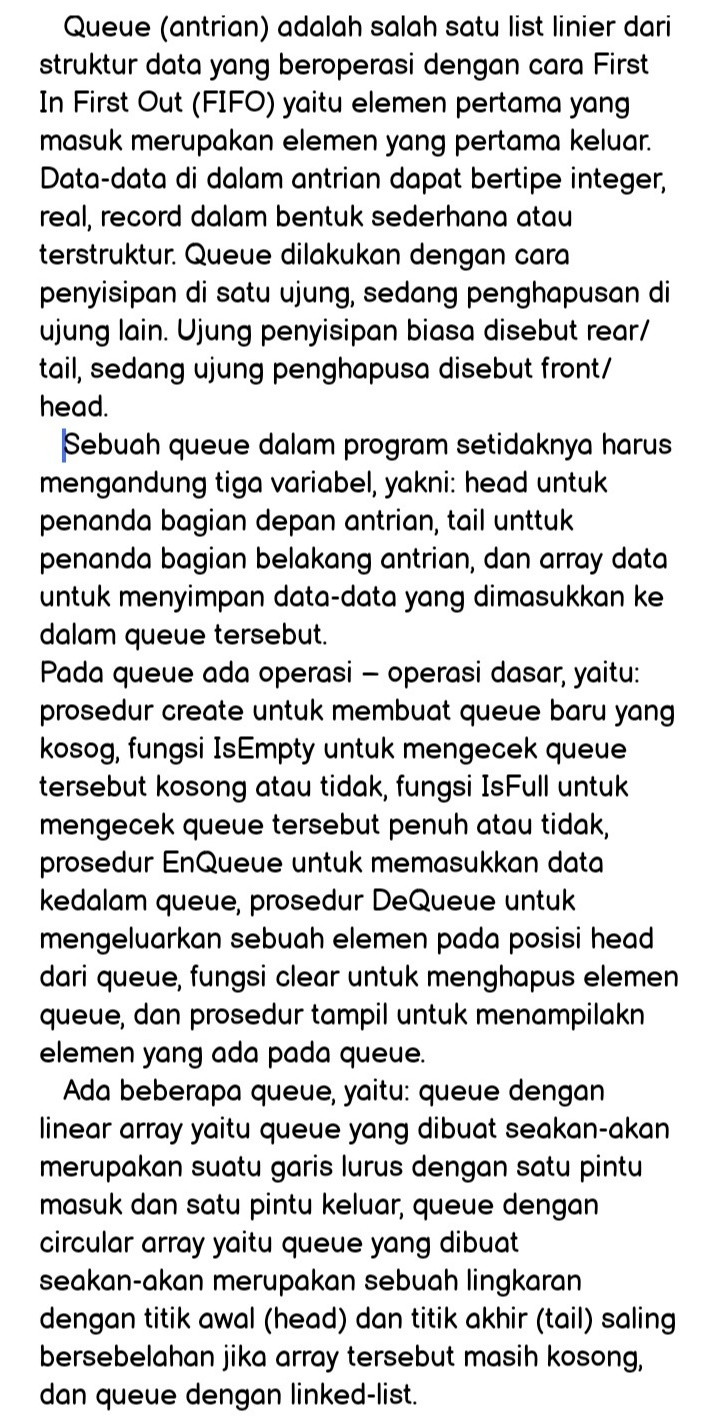 Queue (antrian) adalah salah satu list linier dari
struktur data yang beroperasi dengan cara First
In First Out (FIFO) yaitu elemen pertama yang
masuk merupakan elemen yang pertama keluar.
Data-data di dalam antrian dapat bertipe integer,
real, record dalam bentuk sederhana atau
terstruktur. Queue dilakukan dengan cara
penyisipan di satu ujung, sedang penghapusan di
ujung lain. Ujung penyisipan biasa disebut rear/
tail, sedang ujung penghapusa disebut front/
head.
Sebuah queue dalam program setidaknya harus
mengandung tiga variabel, yakni: head untuk
penanda bagian depan antrian, tail unttuk
penanda bagian belakang antrian, dan array data
untuk menyimpan data-data yang dimasukkan ke
dalam queue tersebut.
Pada queue ada operasi – operasi dasar, yaitu:
prosedur create untuk membuat queue baru yang
kosog, fungsi IsEmpty untuk mengecek queue
tersebut kosong atau tidak, fungsi IsFull untuk
mengecek queue tersebut penuh atau tidak,
prosedur EnQueue untuk memasukkan data
kedalam queue, prosedur DeQueue untuk
mengeluarkan sebuah elemen pada posisi head
dari queue, fungsi clear untuk menghapus elemen
queue, dan prosedur tampil untuk menampilakn
elemen yang ada pada queue.
Ada beberapa queue, yaitu: queue dengan
linear array yaitu queue yang dibuat seakan-akan
merupakan suatu garis lurus dengan satu pintu
masuk dan satu pintu keluar, queue dengan
circular array yaitu queue yang dibuat
seakan-akan merupakan sebuah lingkaran
dengan titik awal (head) dan titik akhir (tail) saling
bersebelahan jika array tersebut masih kosong,
dan queue dengan linked-list.